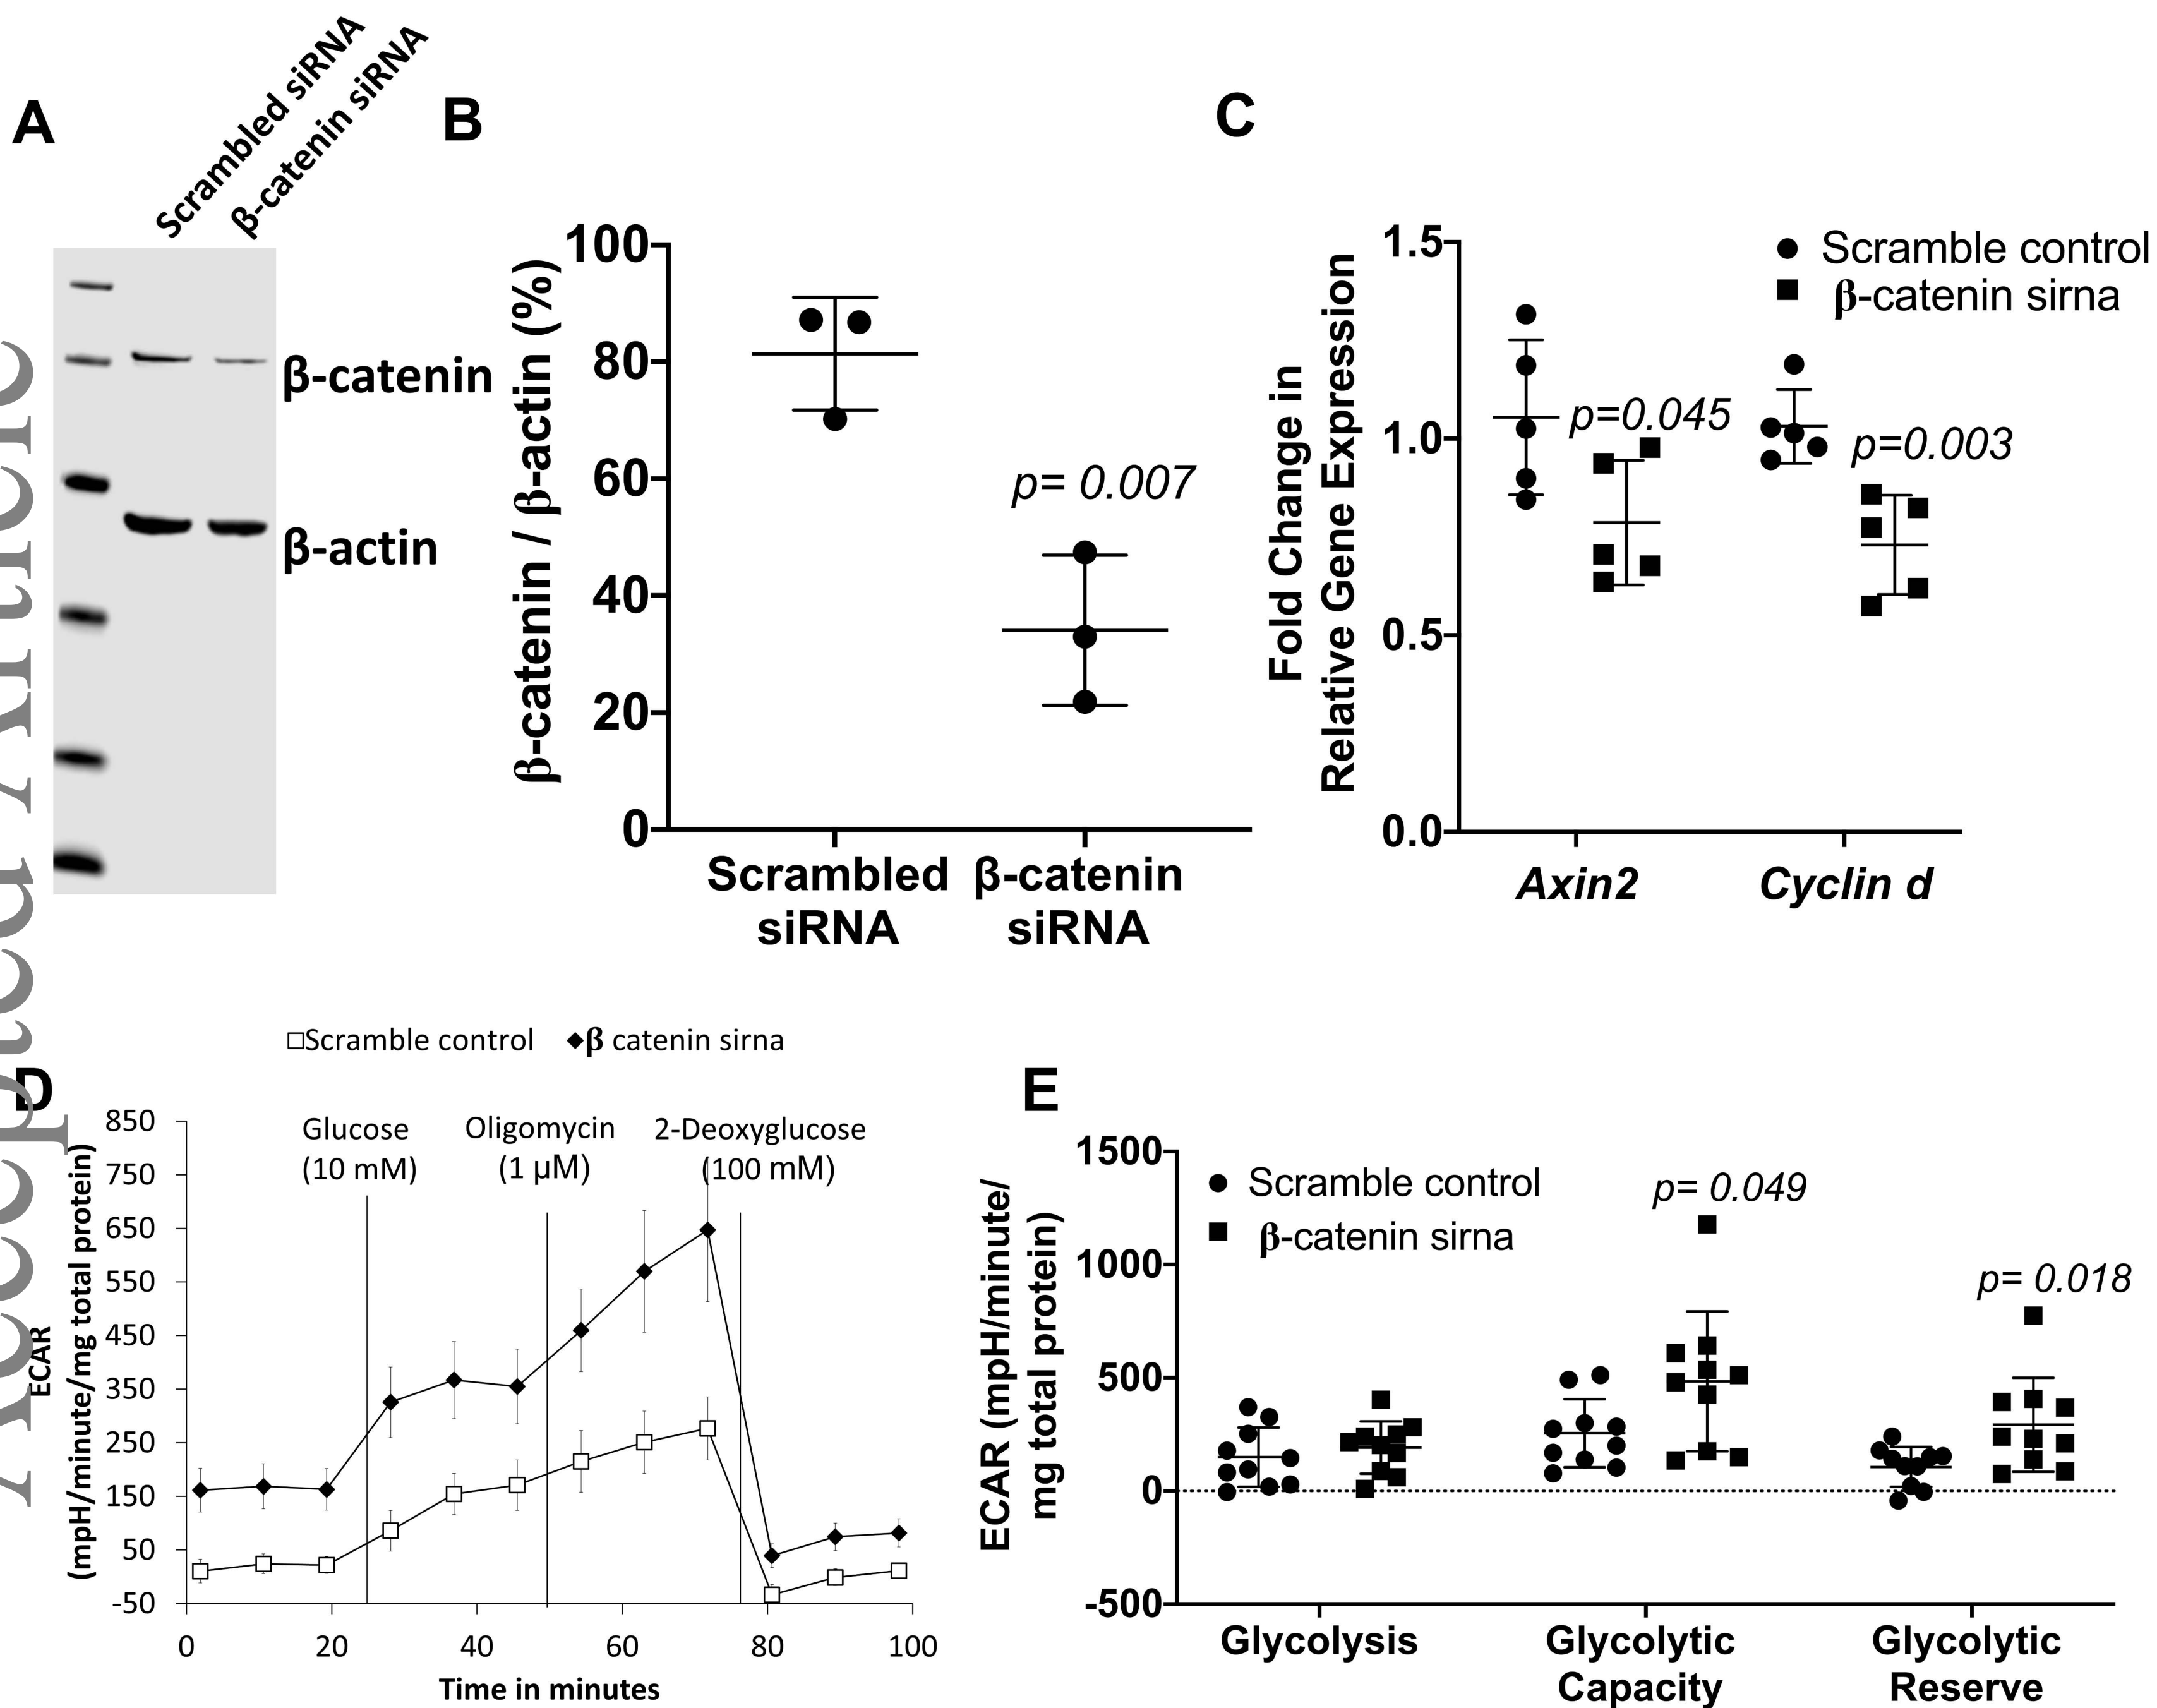 Accepted Article
A
Scrambled siRNA
β-catenin siRNA
β-catenin
β-actin
B
β-catenin / β-actin (%)
100
80
60
40
20
0
p= 0.007
Scrambled
siRNA
β-catenin
siRNA
C
Fold Change in
Relative Gene Expression
1.5
1.0
0.5
0.0
Scramble control
β-catenin sirna
p=0.045
p=0.003
Axin2
Cyclin d
D
Scramble control
β catenin sirna
ECAR
(mpH/minute/mg total protein)
850
750
650
550
450
350
250
150
50
-50
Glucose
(10 mM)
Oligomycin
(1 μM)
2-Deoxyglucose
(100 mM)
0
20
40
60
80
100
Time in minutes
E
ECAR (mpH/minute/
mg total protein)
1500
1000
500
0
-500
Scramble control
β-catenin sirna
p= 0.049
p= 0.018
Glycolysis
Glycolytic
Capacity
Glycolytic
Reserve